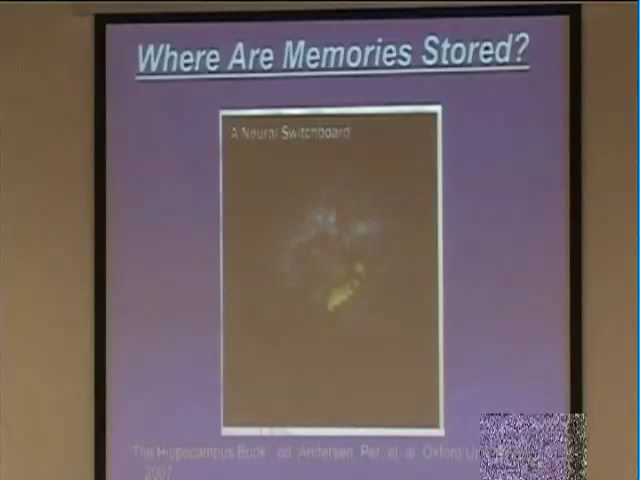 Where Are Memories Stored?
A Neural Switchboard
The Hippocampus Book ed Andersen Per et al Oxford
2007